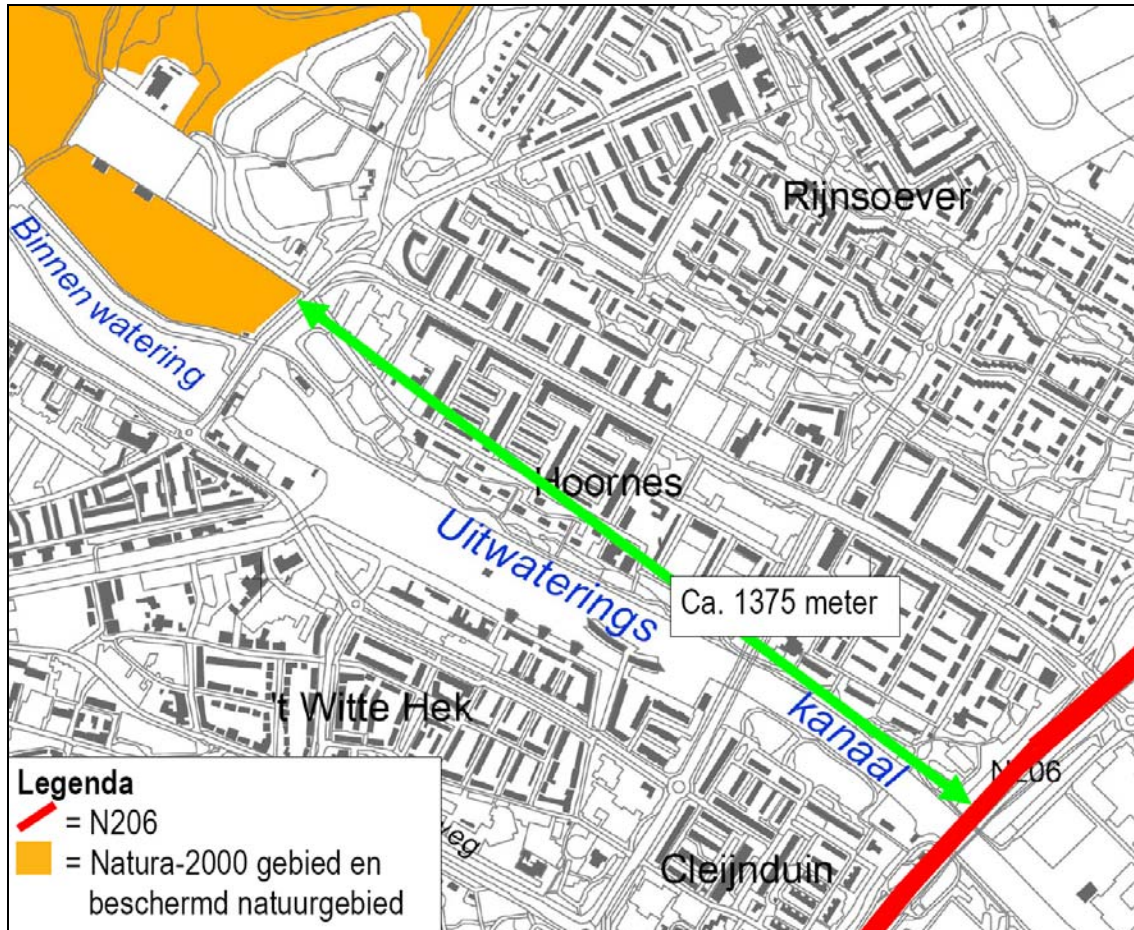 Rijnsoever
Binnen watering
Hoornes
Uitwaterings
Ca. 1375 meter
kanaal
't Witte Hek
N206
weg
Cleijnduin
Legenda
= N206
= Natura-2000 gebied en
beschermd natuurgebied